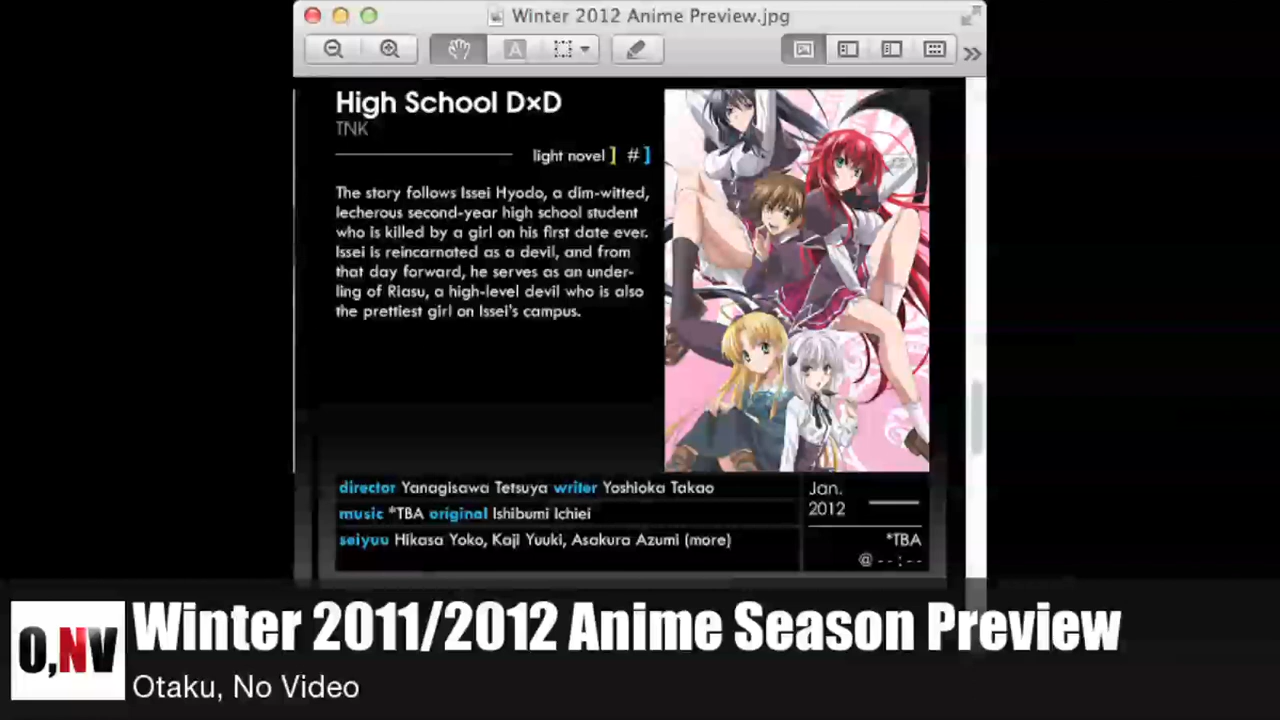 Winter 2012 Anime Preview.jpg
A
High School D×D
TNK
light novel ] # ]
The story follows Issei Hyodo, a dim-witted,
lecherous second-year high school student
who is killed by a girl on his first date ever.
Issei is reincarnated as a devil, and from
that day forward, he serves as an under-
ling of Riasu, a high-level devil who is also
the prettiest girl on Issei's campus.
director Yanagisawa Tetsuya writer Yoshioka Takao
music *TBA original Ishibumi Ichiei
seiyuu Hikasa Yoko, Kaji Yuuki, Asakura Azumi (more)
Jan.
2012
*TBA
@ - - : - -
O,NV
Winter 2011/2012 Anime Season Preview
Otaku, No Video